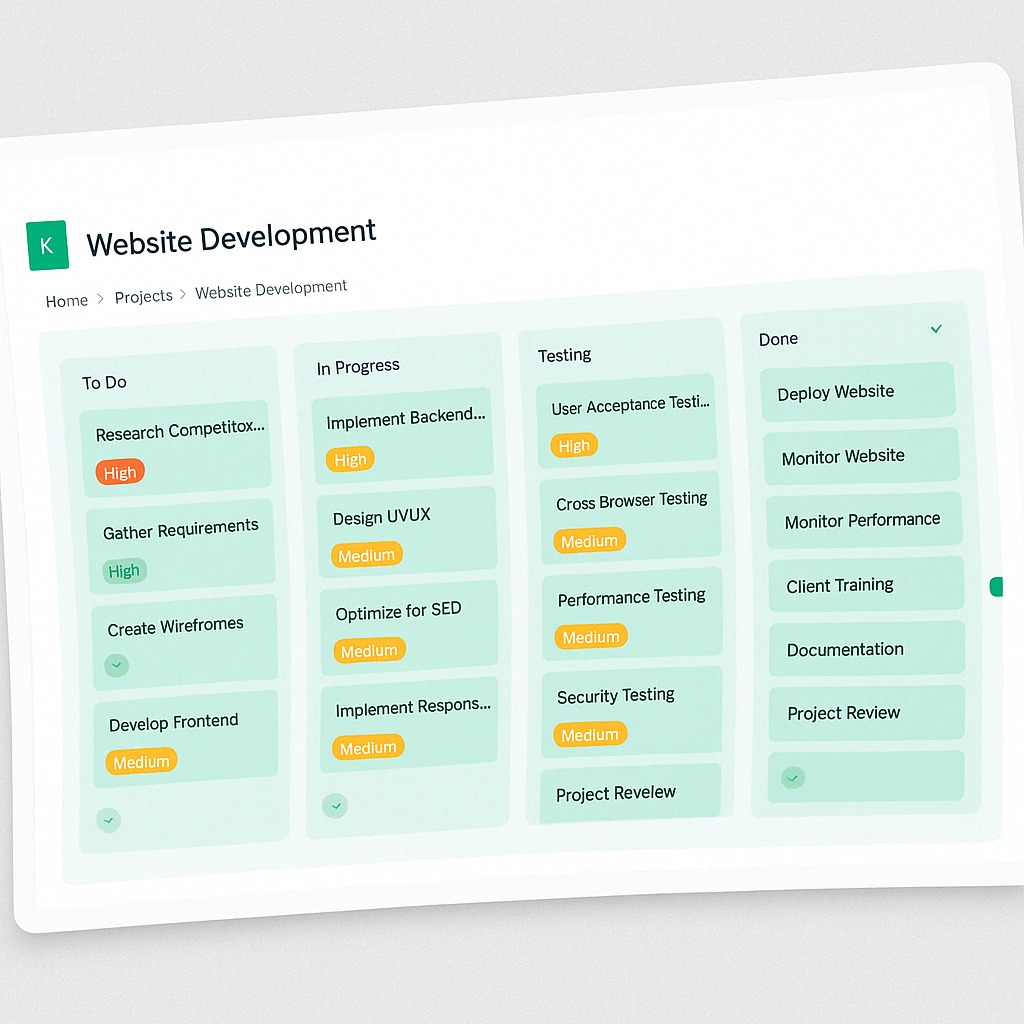 K
Website Development
Home > Projects > Website Development
To Do
Research Competitox...
High
Gather Requirements
High
Create Wirefromes
Develop Frontend
Medium
In Progress
Implement Backend...
High
Design UVUX
Medium
Optimize for SED
Medium
Implement Respons...
Medium
Testing
User Acceptance Testi...
High
Cross Browser Testing
Medium
Performance Testing
Medium
Security Testing
Medium
Project Revelew
Done
Deploy Website
Monitor Website
Monitor Performance
Client Training
Documentation
Project Review